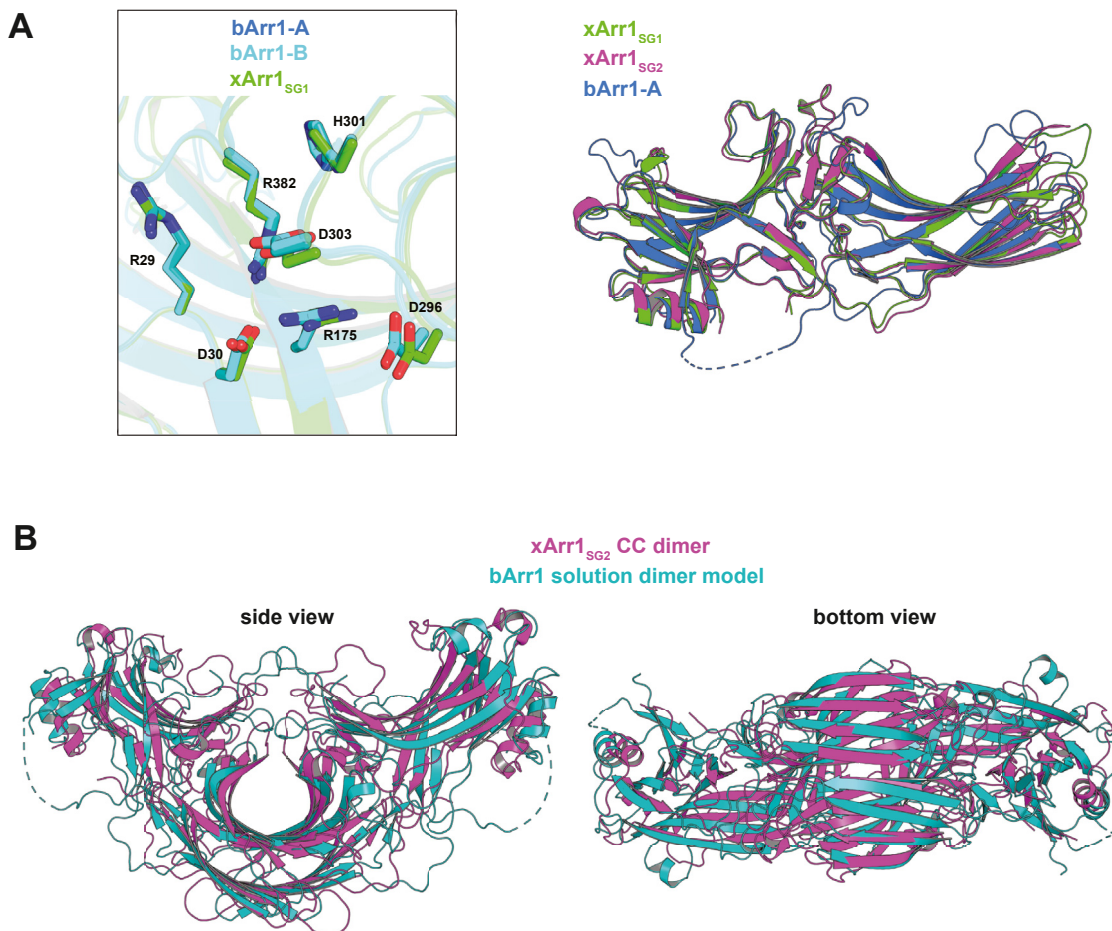 A
bArr1-A
bArr1-B
xArr1SG1
H301
R382
D303
R29
D296
R175
D30
xArr1SG1
xArr1SG2
bArr1-A
B
xArr1SG2 CC dimer
bArr1 solution dimer model
side view
bottom view